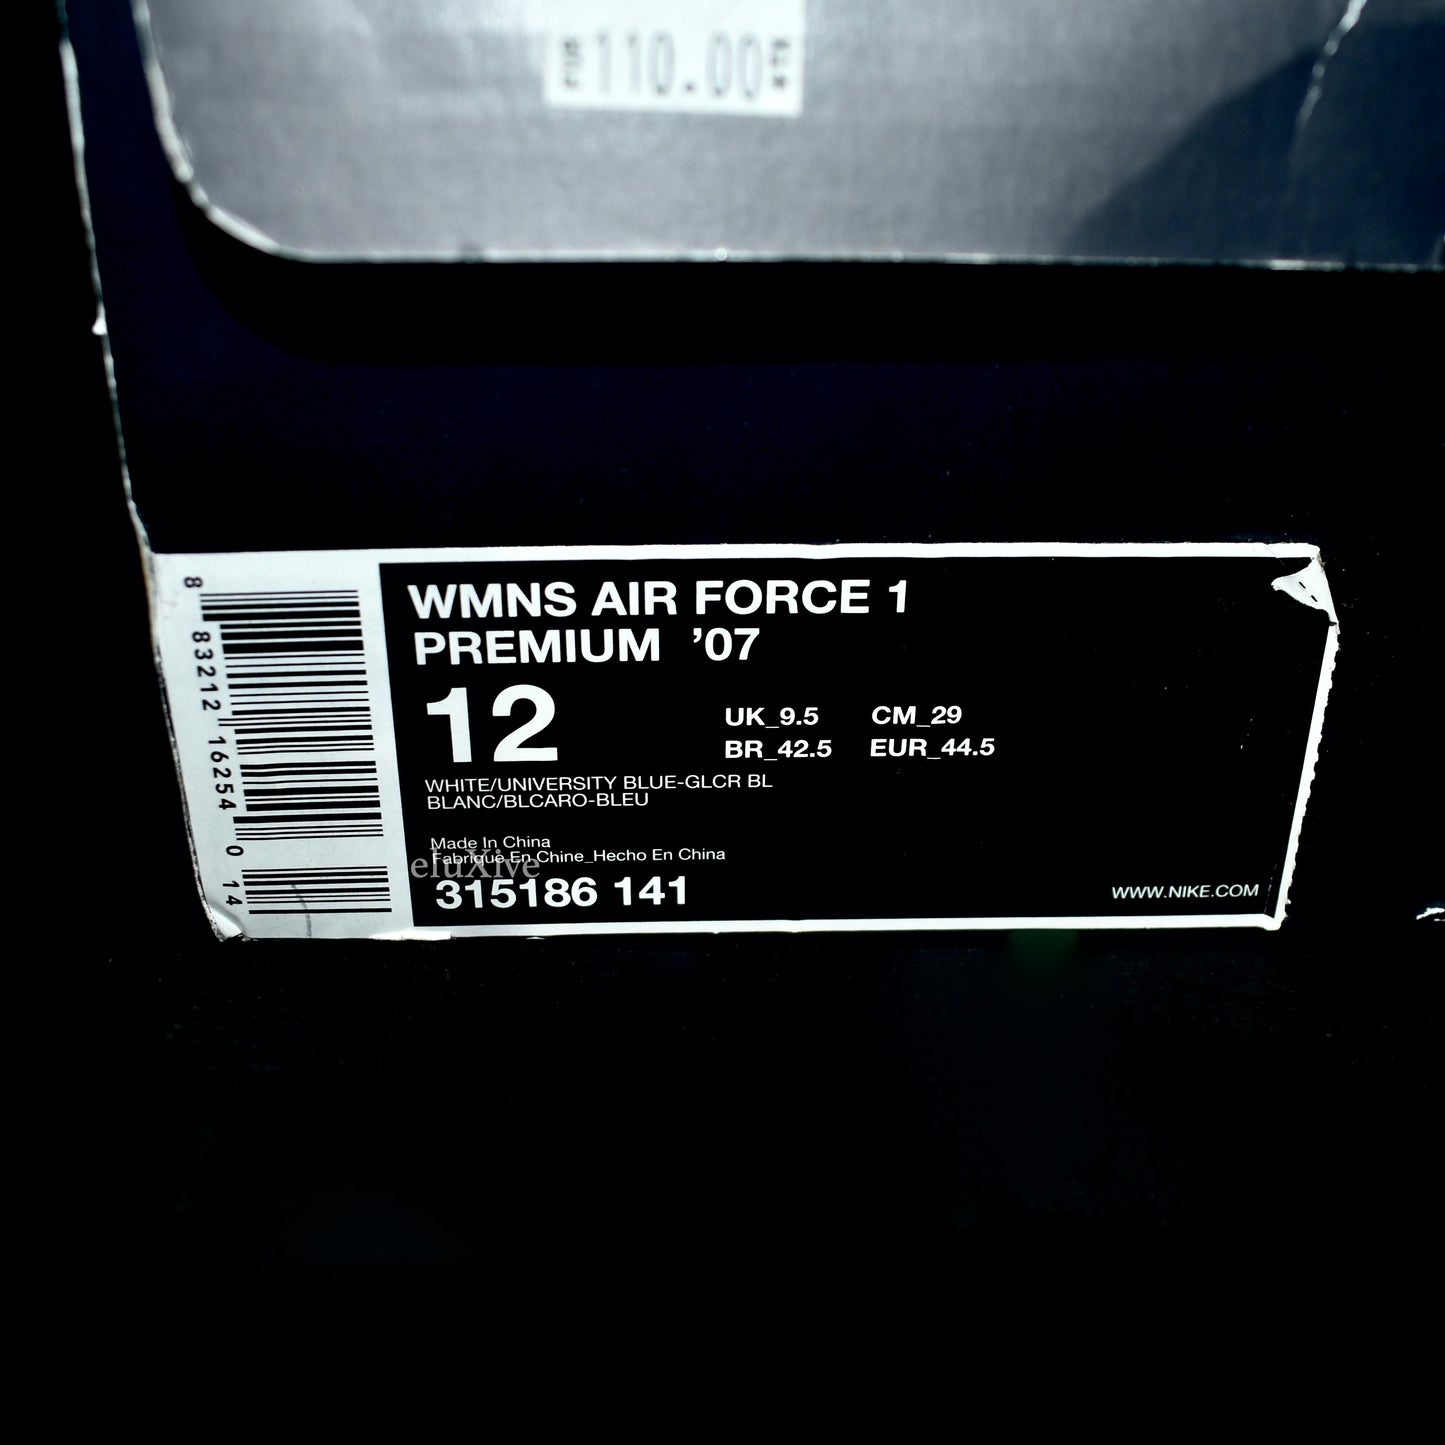 110.00
WMNS AIR FORCE 1
PREMIUM '07
12
UK_9.5 CM_29
BR_42.5 EUR_44.5
WHITE/UNIVERSITY BLUE-GLCR BL
BLANC/BLCARO-BLEU
Made In China
Fabriqué En Chine_Hecho En China
eluXive
315186 141
WWW.NIKE.COM
8 83212 16254 0 14